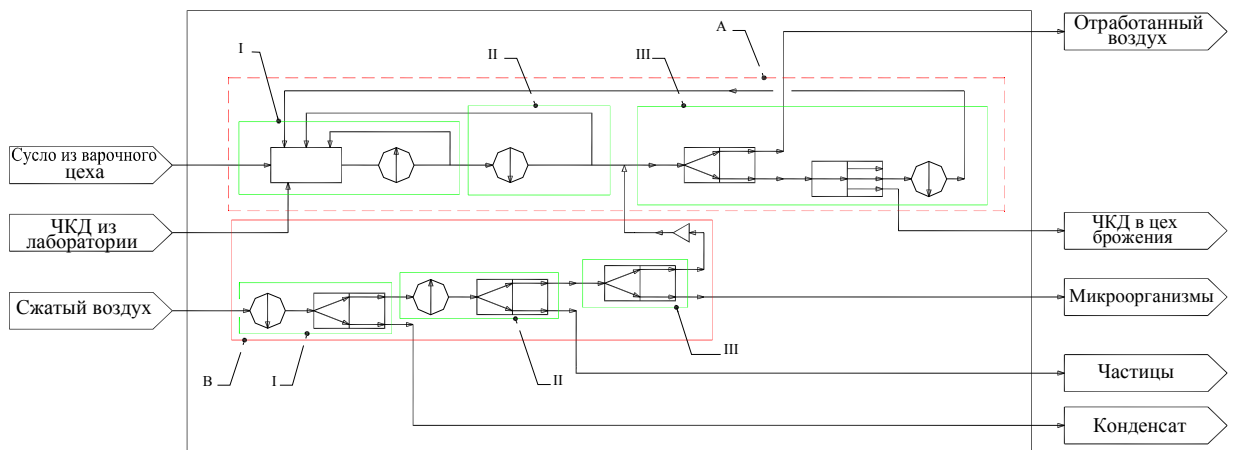 Отработанный
воздух
A
I
II
III
Сусло из варочного
цеха
ЧКД из
лаборатории
ЧКД в цех
брожения
Сжатый воздух
Микроорганизмы
III
B
I
II
Частицы
Конденсат